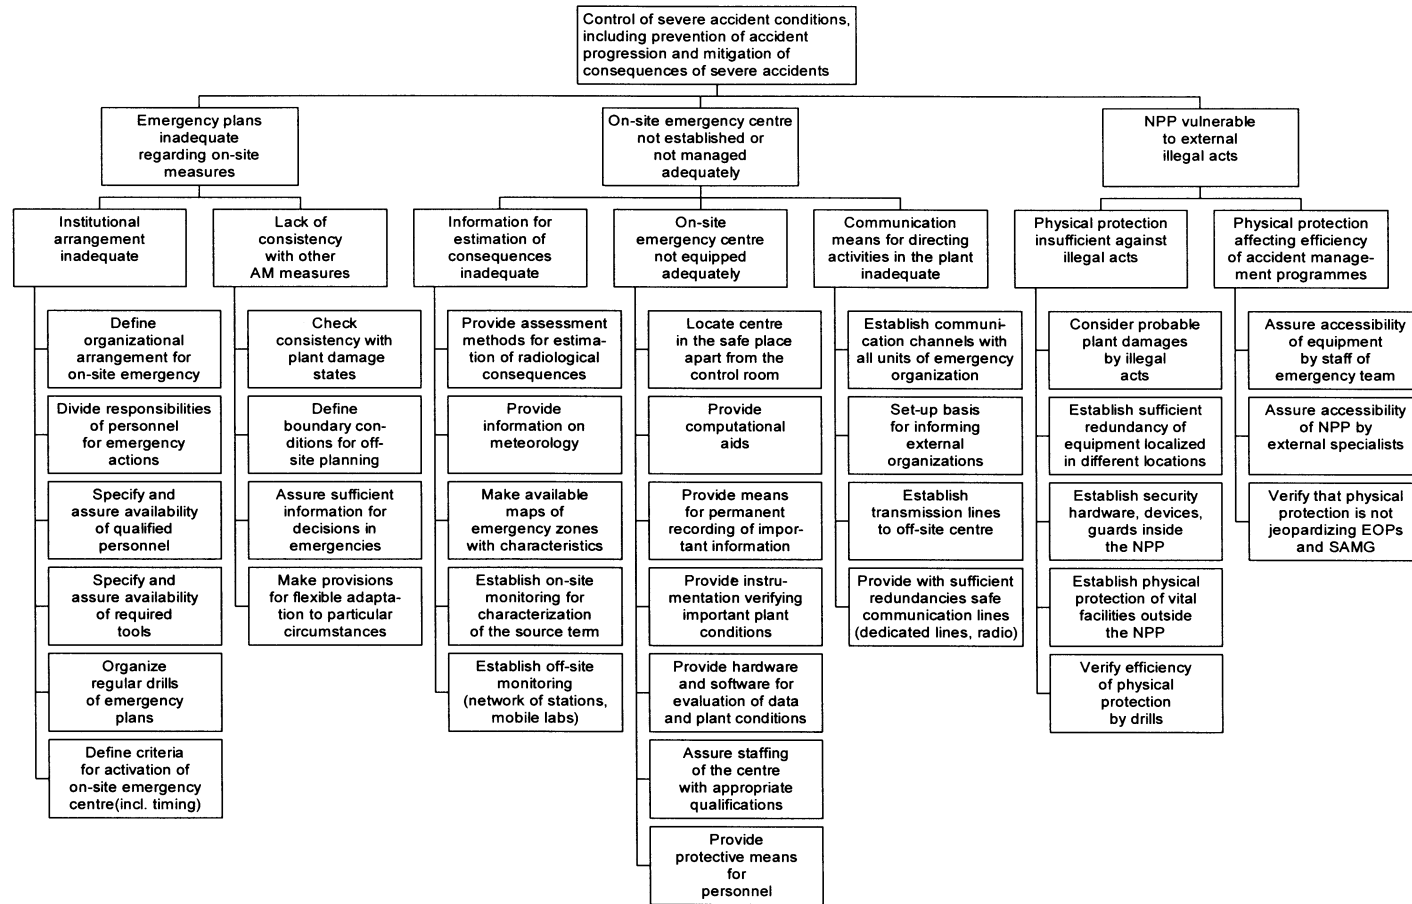 Control of severe accident conditions,
including prevention of accident
progression and mitigation of
consequences of severe accidents
Emergency plans
inadequate
regarding on-site
measures
On-site emergency centre
not established or
not managed
adequately
NPP vulnerable
to external
illegal acts
Institutional
arrangement
inadequate
Lack of
consistency
with other
AM measures
Information for
estimation of
consequences
inadequate
On-site
emergency centre
not equipped
adequately
Communication
means for directing
activities in the plant
inadequate
Physical protection
insufficient against
illegal acts
Physical protection
affecting efficiency
of accident manage-
ment programmes
Define
organizational
arrangement for
on-site emergency
Divide responsibilities
of personnel
for emergency
actions
Specify and
assure availability
of qualified
personnel
Specify and
assure availability
of required
tools
Organize
regular drills
of emergency
plans
Define criteria
for activation of
on-site emergency
centre(incl. timing)
Check
consistency with
plant damage
states
Define
boundary con-
ditions for off-
site planning
Assure sufficient
information for
decisions in
emergencies
Make provisions
for flexible adapta-
tion to particular
circumstances
Provide assessment
methods for estima-
tion of radiological
consequences
Provide
information on
meteorology
Make available
maps of
emergency zones
with characteristics
Establish on-site
monitoring for
characterization
of the source term
Establish off-site
monitoring
(network of stations,
mobile labs)
Locate centre
in the safe place
apart from the
control room
Provide
computational
aids
Provide means
for permanent
recording of impor-
tant information
Provide instru-
mentation verifying
important plant
conditions
Provide hardware
and software for
evaluation of data
and plant conditions
Assure staffing
of the centre
with appropriate
qualifications
Provide
protective means
for
personnel
Establish communi-
cation channels with
all units of emergency
organization
Set-up basis
for informing
external
organizations
Establish
transmission lines
to off-site centre
Provide with sufficient
redundancies safe
communication lines
(dedicated lines, radio)
Consider probable
plant damages
by illegal
acts
Establish sufficient
redundancy of
equipment localized
in different locations
Establish security
hardware, devices,
guards inside
the NPP
Establish physical
protection of vital
facilities outside
the NPP
Verify efficiency
of physical
protection
by drills
Assure accessibility
of equipment
by staff of
emergency team
Assure accessibility
of NPP by
external specialists
Verify that physical
protection is not
jeopardizing EOPs
and SAMG